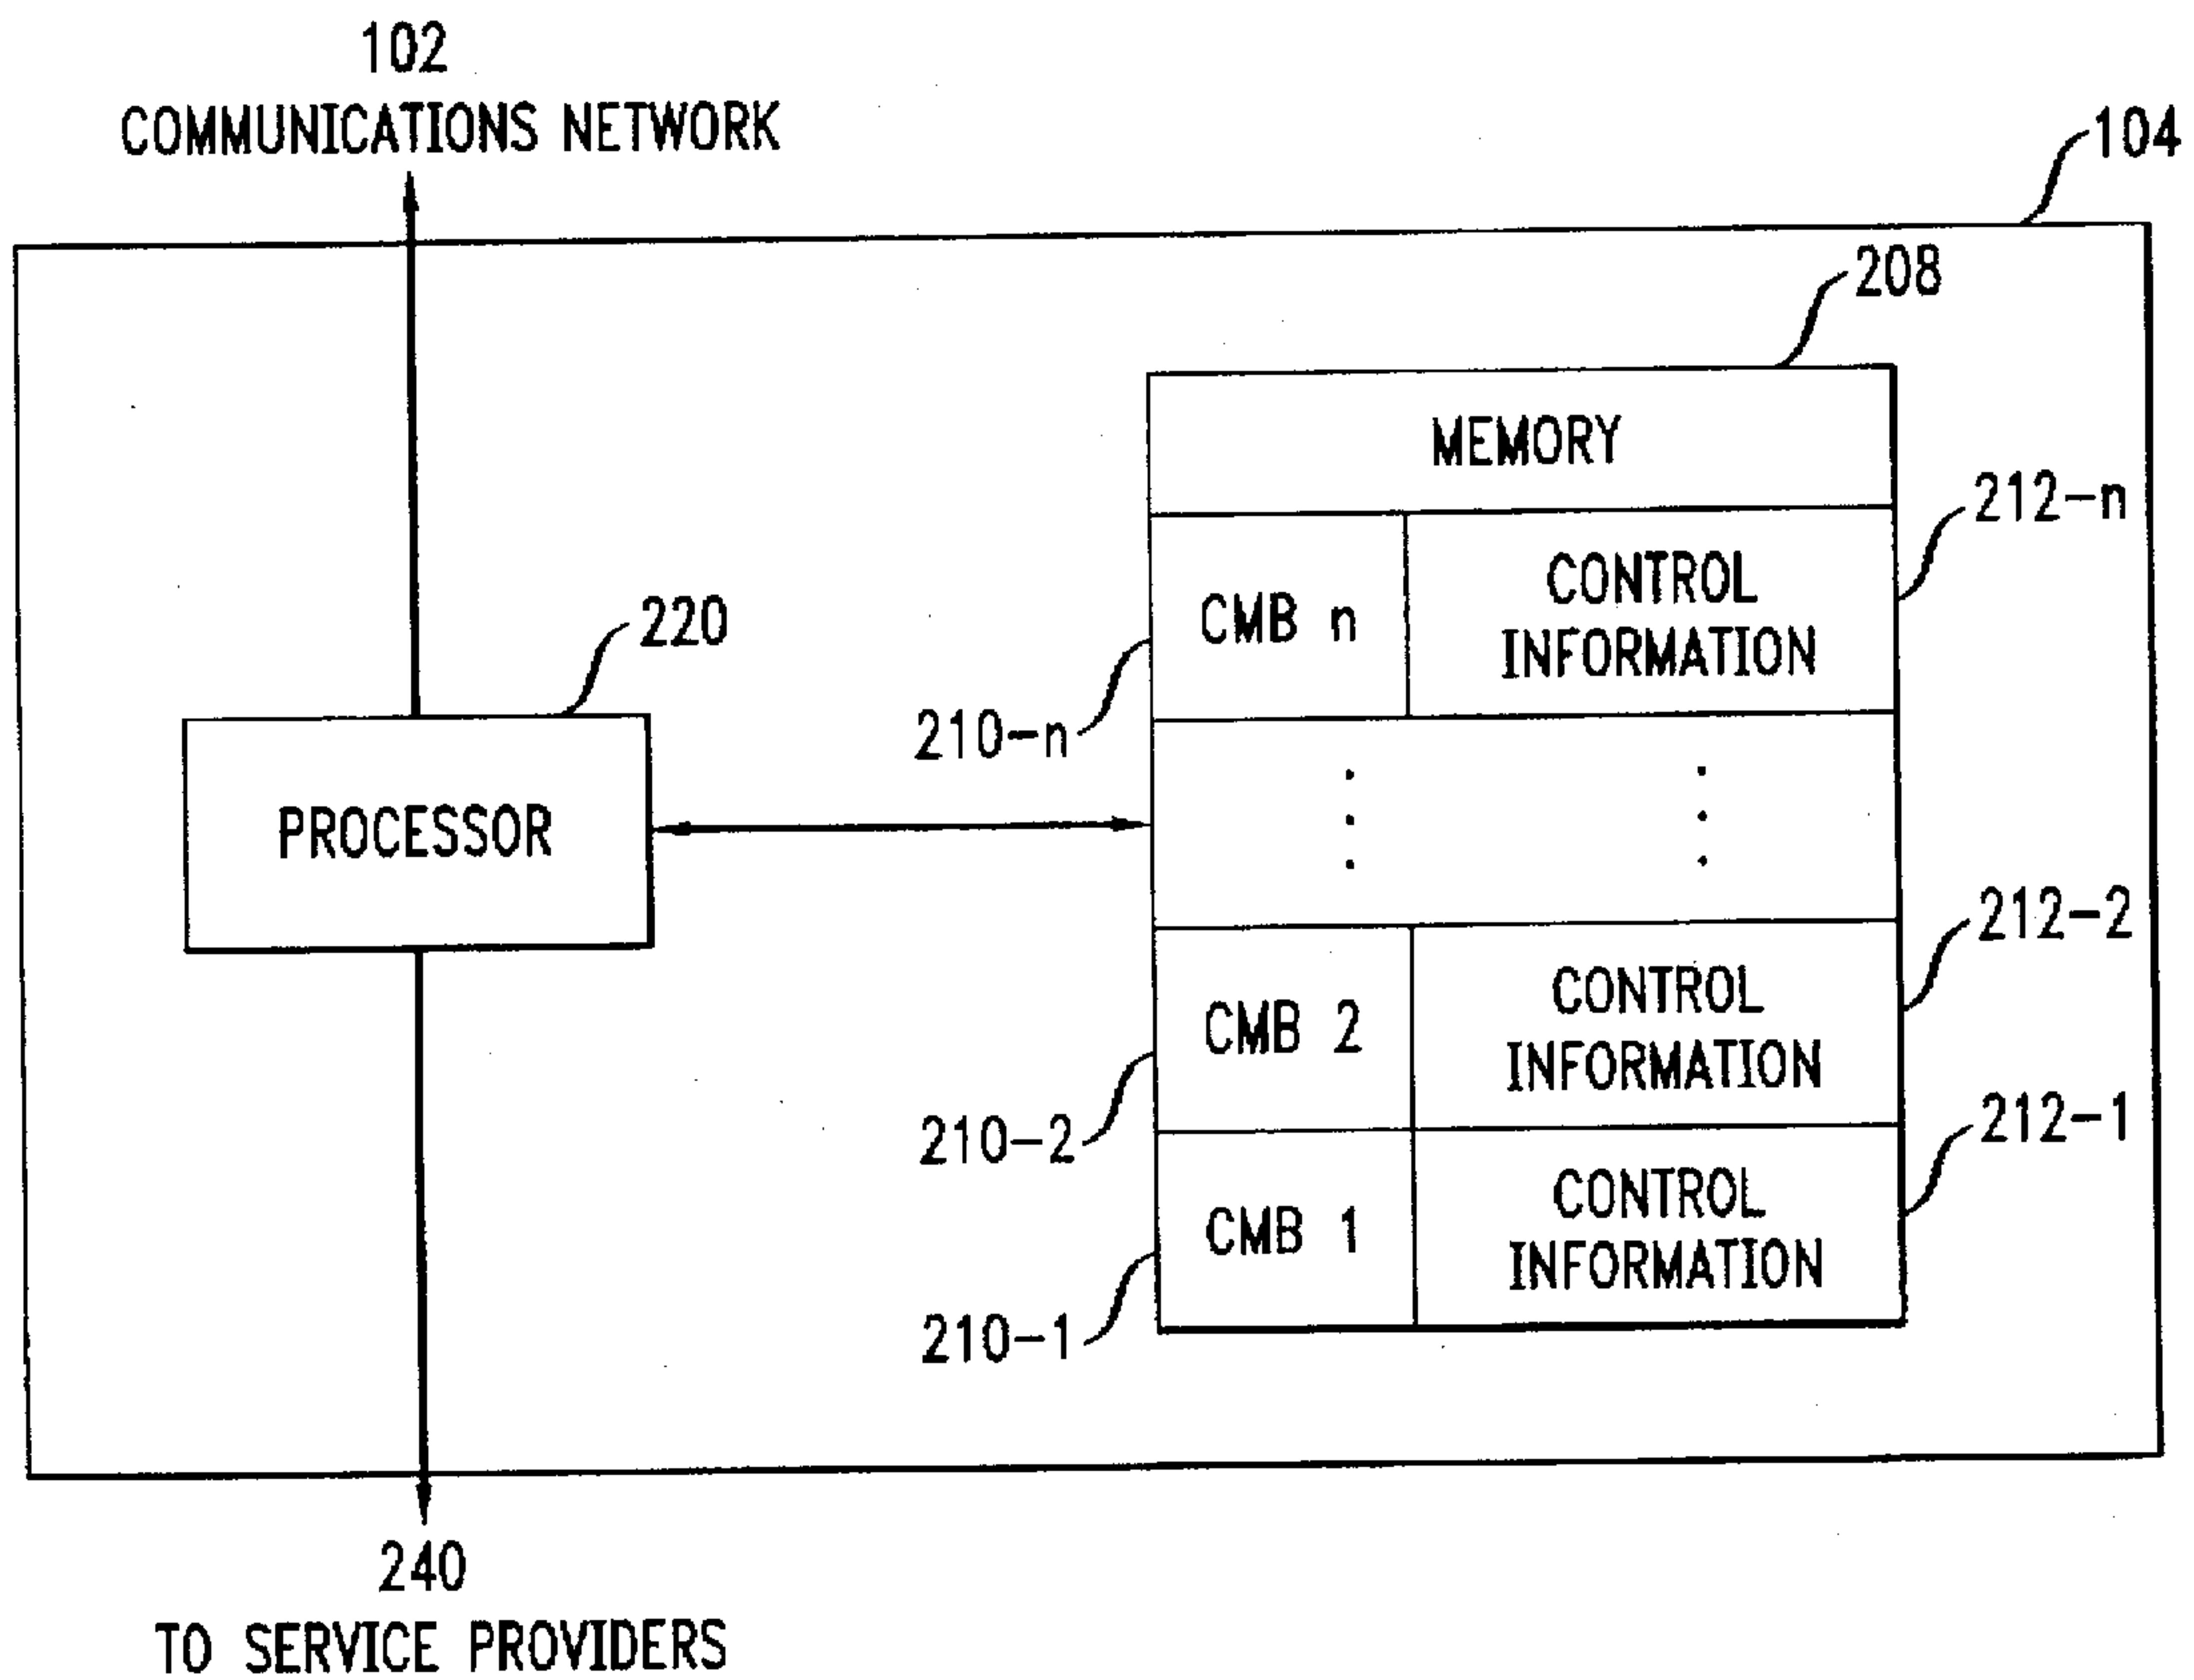 102
COMMUNICATIONS NETWORK
104
208
MEMORY
212-n
CMB n
CONTROL
INFORMATION
220
210-n
PROCESSOR
212-2
CMB 2
CONTROL
INFORMATION
210-2
212-1
CMB 1
CONTROL
INFORMATION
210-1
240
TO SERVICE PROVIDERS